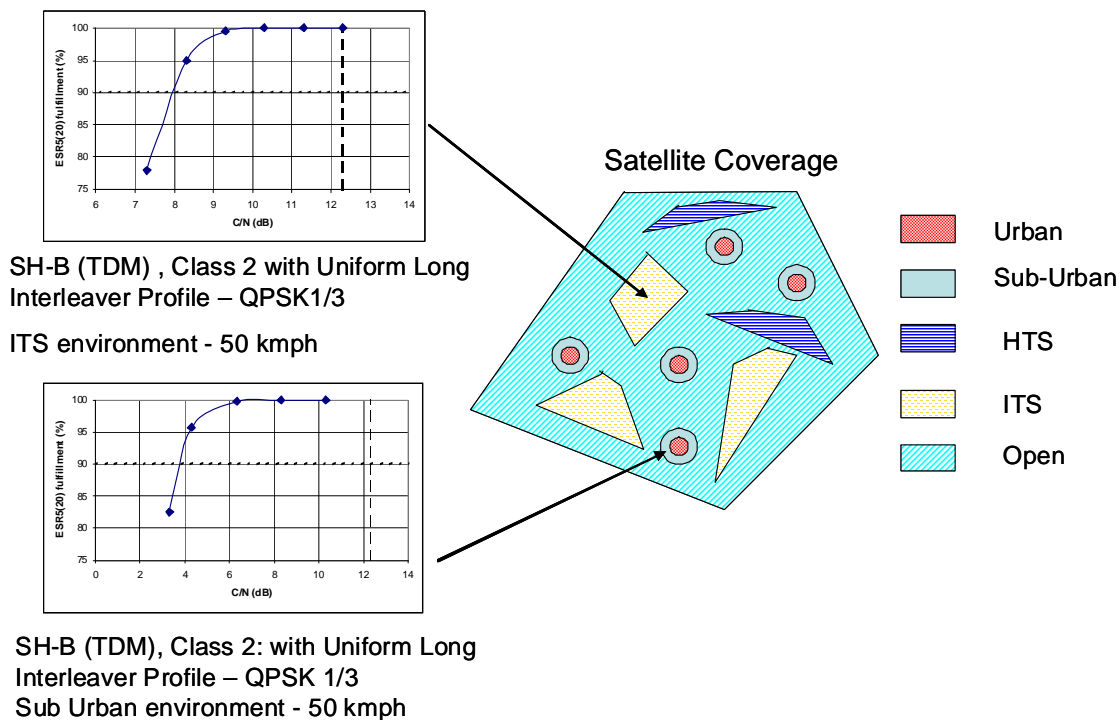 100
95
90
85
80
75
ESR5(20) fulfillment (%)
6 7 8 9 10 11 12 13 14
C/N (dB)
SH-B (TDM) , Class 2 with Uniform Long
Interleaver Profile – QPSK1/3
ITS environment - 50 kmph
100
95
90
85
80
75
ESR5(20) fulfillment (%)
0 2 4 6 8 10 12 14
C/N (dB)
SH-B (TDM), Class 2: with Uniform Long
Interleaver Profile – QPSK 1/3
Sub Urban environment - 50 kmph
Satellite Coverage
Urban
Sub-Urban
HTS
ITS
Open